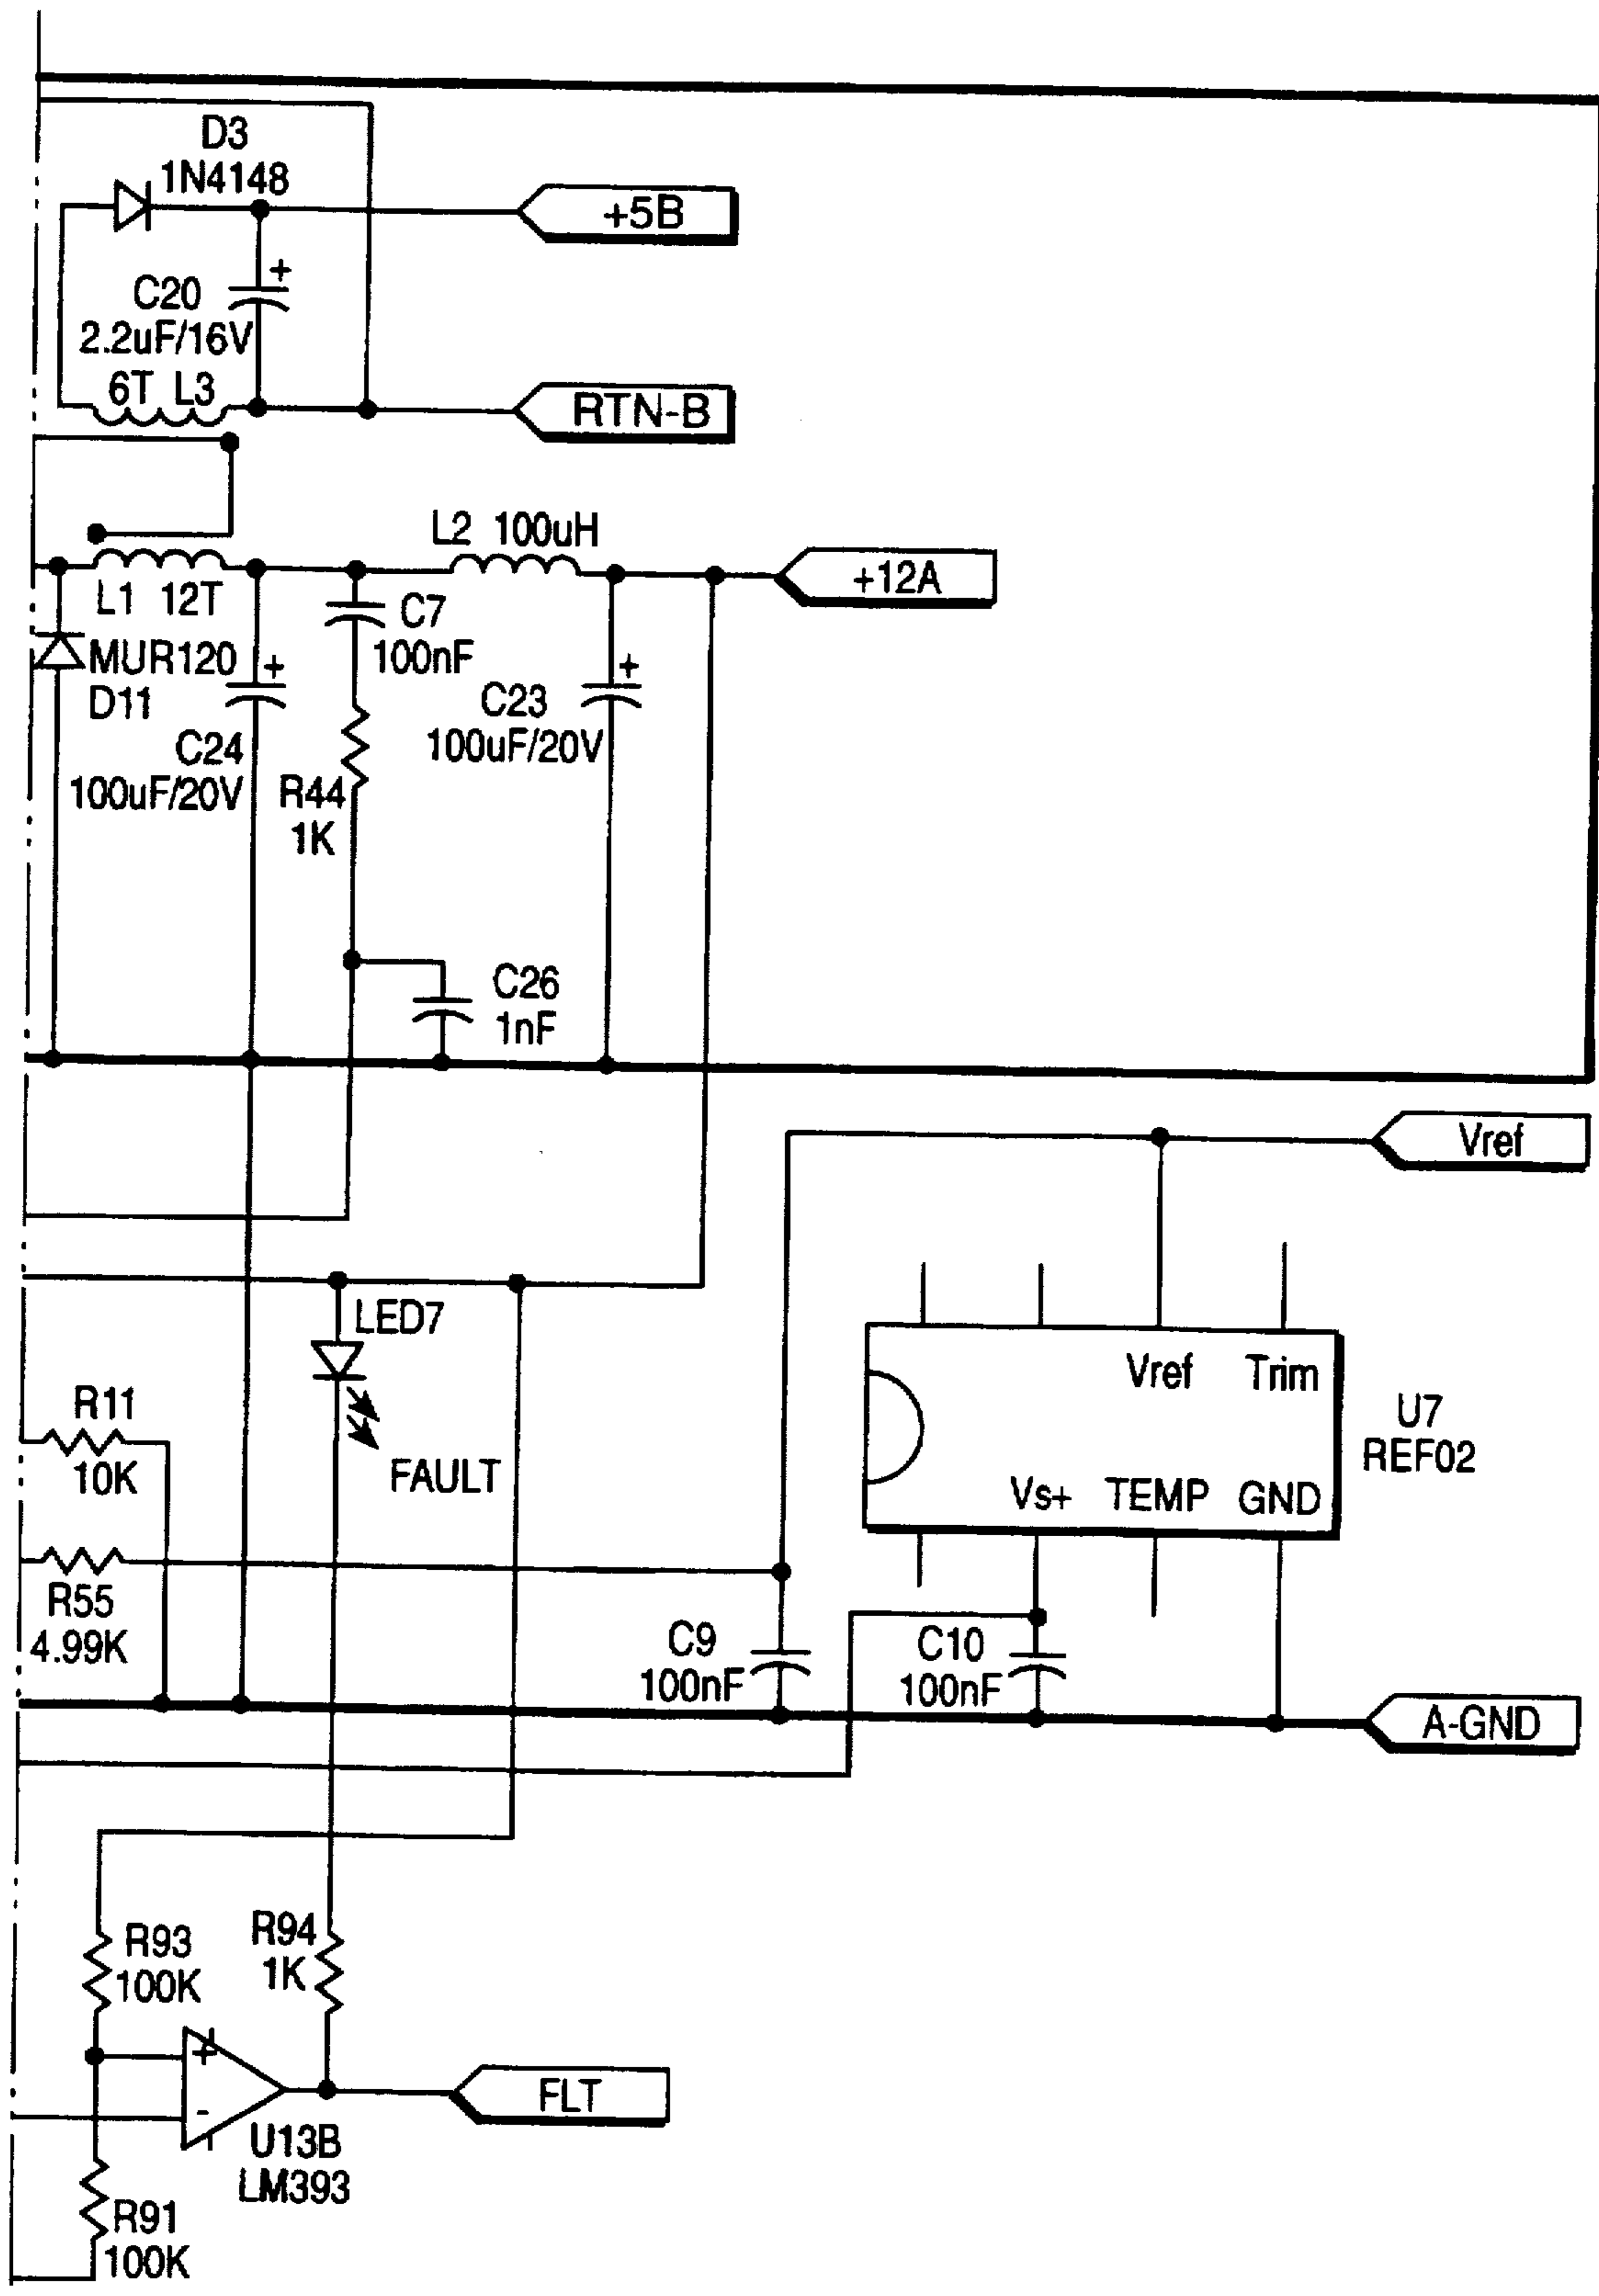 D3
1N4148
+5B
+
C20
2.2uF/16V
6T L3
RTN-B
L2 100uH
+12A
L1 12T
C7
100nF
MUR120
D11
+
C23
100uF/20V
+
C24
100uF/20V
R44
1K
C26
1nF
Vref
LED7
Vref Trim
R11
10K
FAULT
U7
REF02
Vs+ TEMP GND
R55
4.99K
C9
100nF
C10
100nF
A-GND
R93
100K
R94
1K
+
-
FLT
U13B
LM393
R91
100K